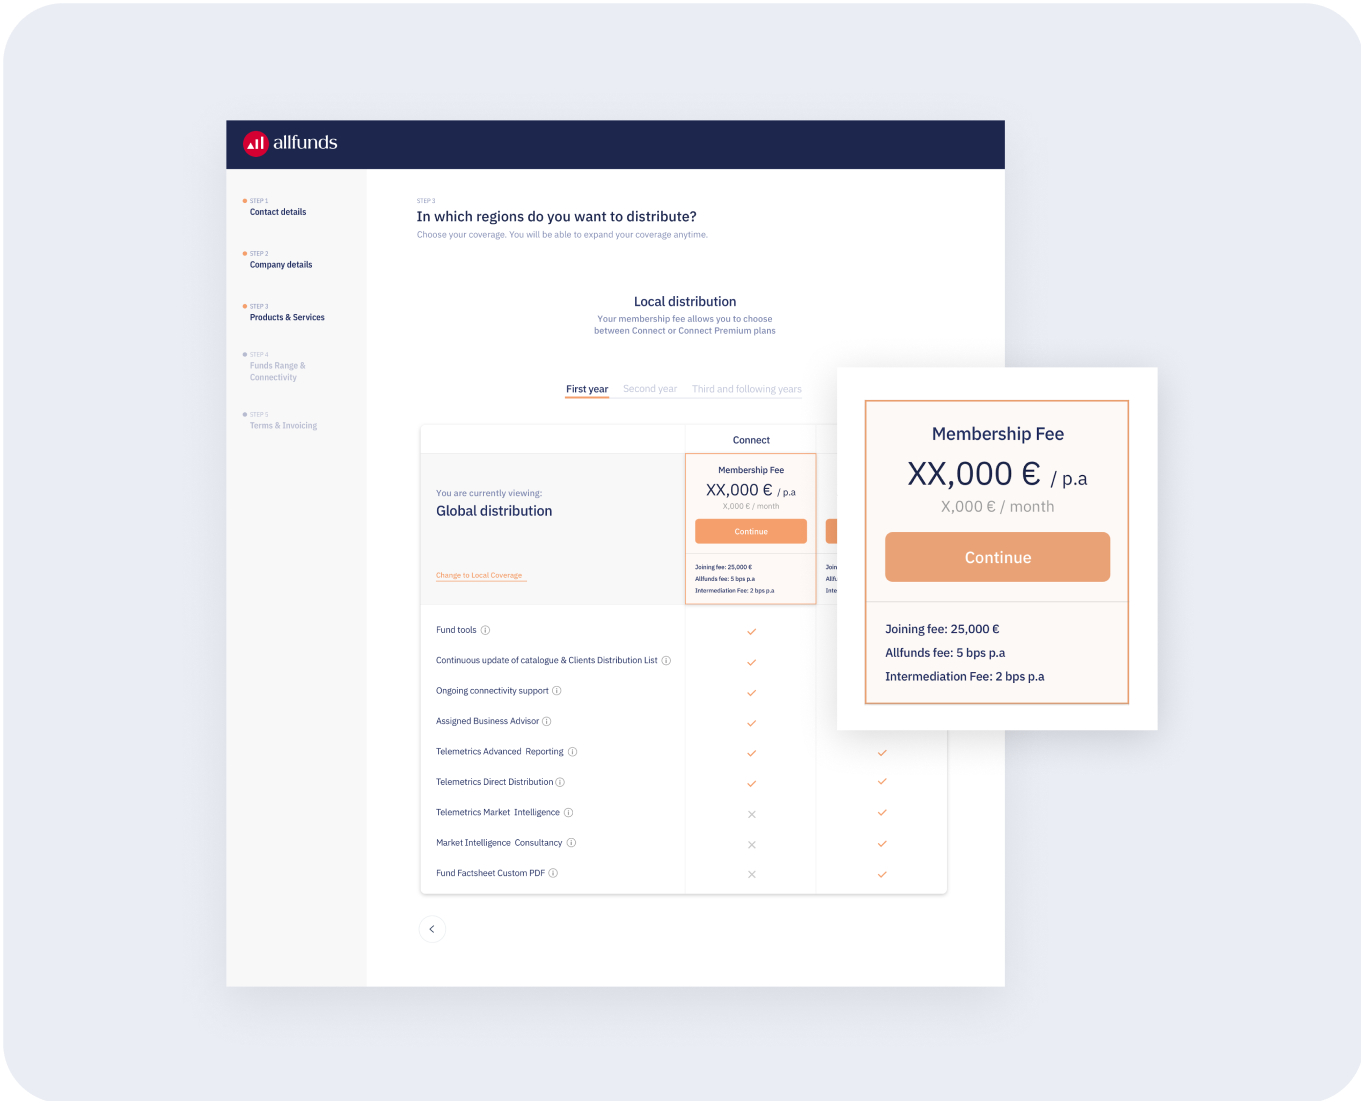 allfunds
STEP 1
Contact details
STEP 2
Company details
STEP 3
Products & Services
STEP 4
Funds Range &
Connectivity
STEP 5
Terms & Invoicing
STEP 3
In which regions do you want to distribute?
Choose your coverage. You will be able to expand your coverage anytime.
Local distribution
Your membership fee allows you to choose
between Connect or Connect Premium plans
First year Second year Third and following years
Connect
You are currently viewing:
Global distribution
Change to Local Coverage
Membership Fee
XX,000 € / p.a
X,000 € / month
Continue
Joining fee: 25,000 €
Allfunds fee: 5 bps p.a
Intermediation Fee: 2 bps p.a
Join
Allf
Inte
Fund tools
Continuous update of catalogue & Clients Distribution List
Ongoing connectivity support
Assigned Business Advisor
Telemetrics Advanced Reporting
Telemetrics Direct Distribution
Telemetrics Market Intelligence
Market Intelligence Consultancy
Fund Factsheet Custom PDF
Membership Fee
XX,000 € / p.a
X,000 € / month
Continue
Joining fee: 25,000 €
Allfunds fee: 5 bps p.a
Intermediation Fee: 2 bps p.a